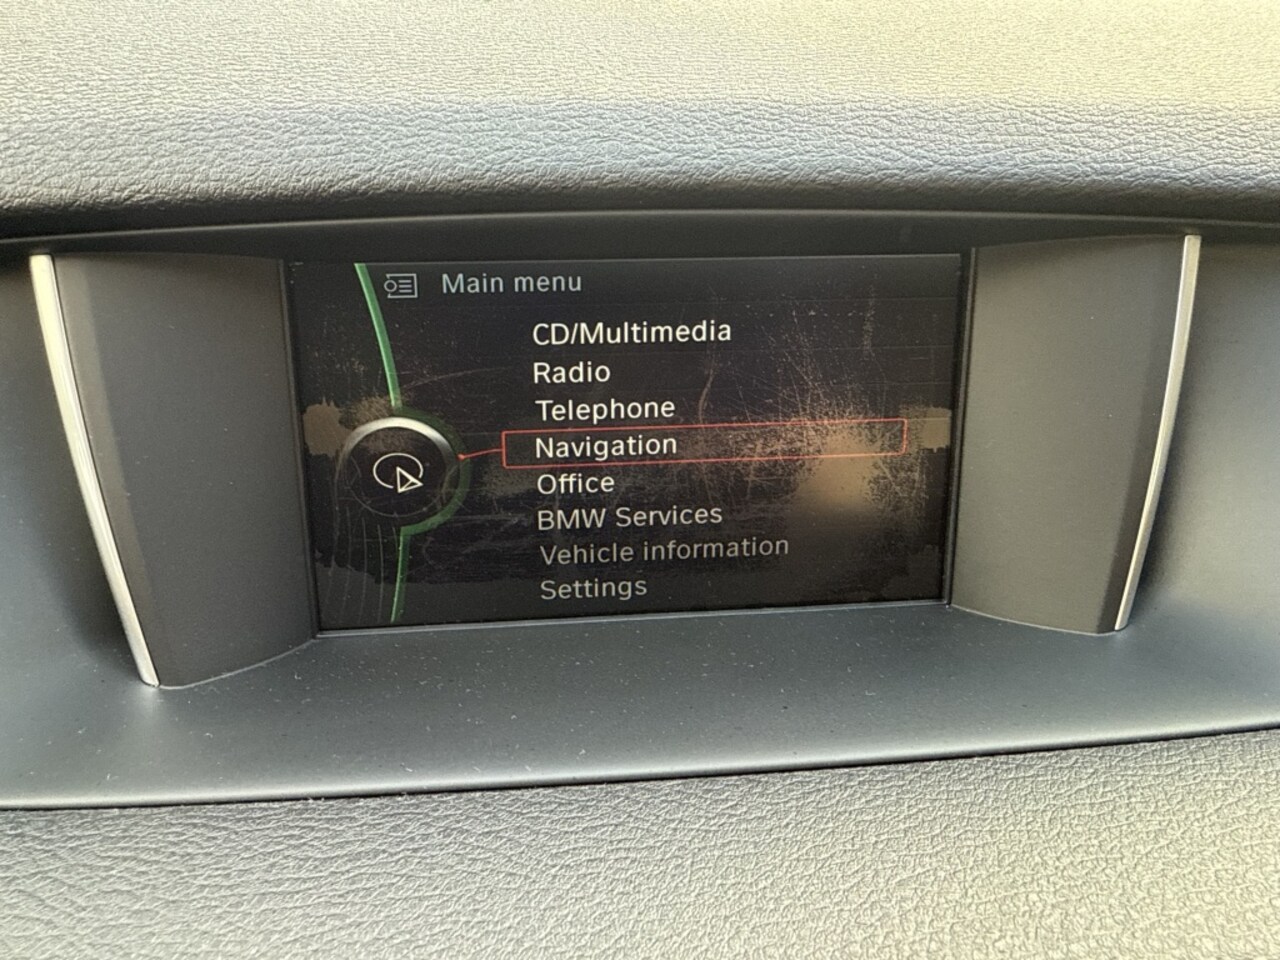 Main menu
CD/Multimedia
Radio
Telephone
Navigation
Office
BMW Services
Vehicle information
Settings